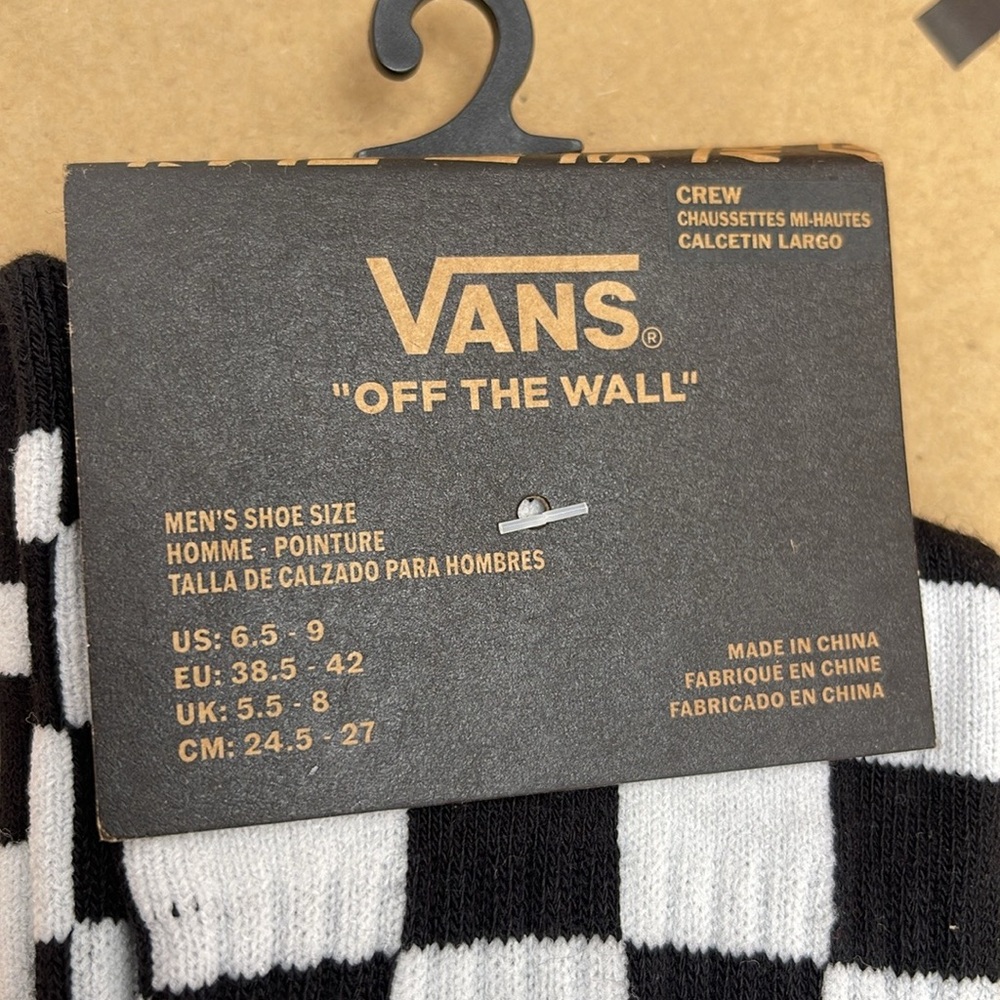 CREW
CHAUSSETTES MI-HAUTES
CALCETIN LARGO
VANS®
"OFF THE WALL"
MEN'S SHOE SIZE
HOMME - POINTURE
TALLA DE CALZADO PARA HOMBRES
US: 6.5 - 9
EU: 38.5 - 42
UK: 5.5 - 8
CM: 24.5 - 27
MADE IN CHINA
FABRIQUÉ EN CHINE
FABRICADO EN CHINA